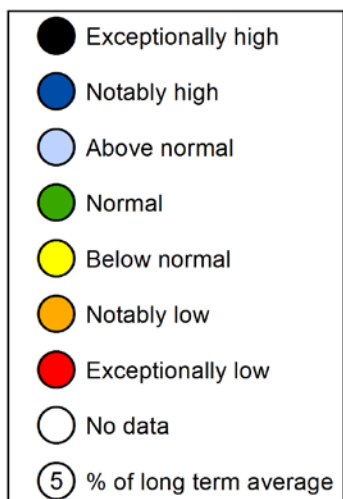 Exceptionally high
Notably high
Above normal
Normal
Below normal
Notably low
Exceptionally low
No data
5 % of long term average